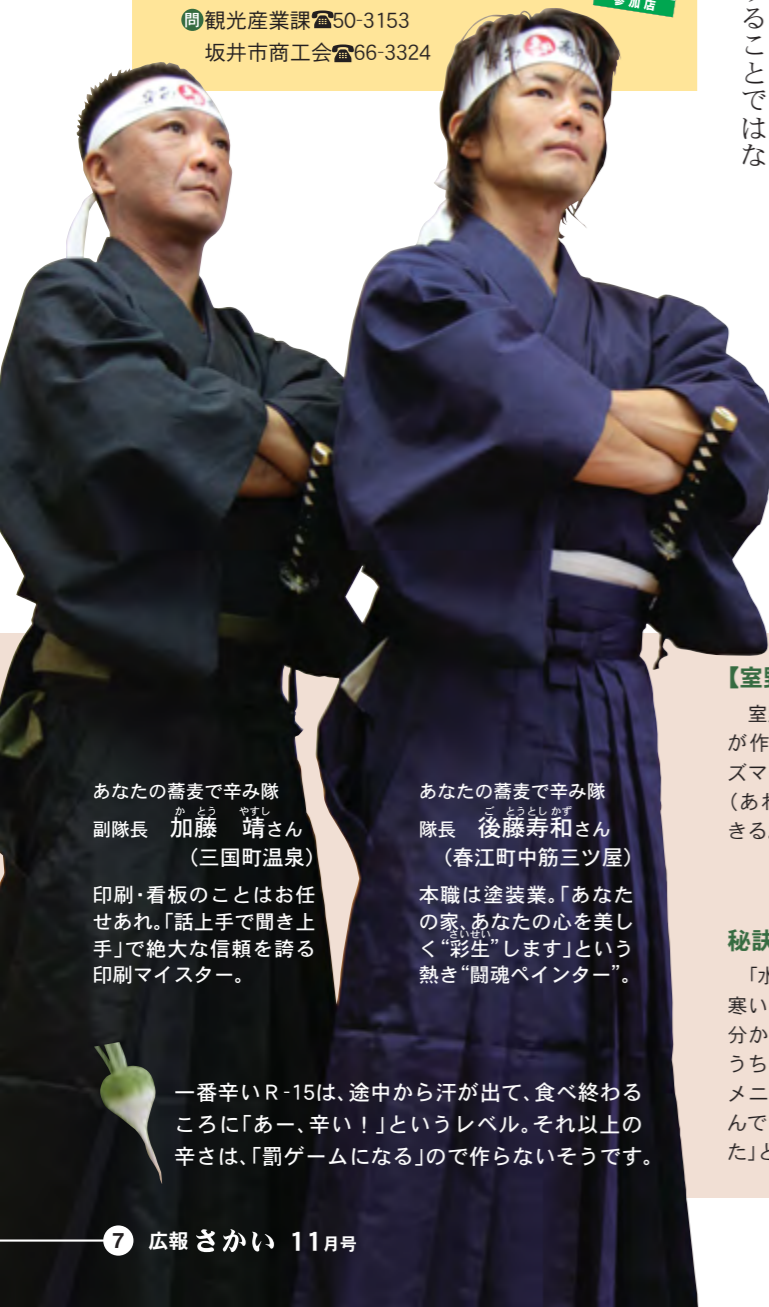 参加店
問観光産業課☎50-3153
坂井市商工会☎66-3324
ることではな
あなたの蕎麦で辛み隊
副隊長 加藤 靖さん
(三国町温泉)
印刷・看板のことはお任
せあれ。「話上手で聞き上
手」で絶大な信頼を誇る
印刷マイスター。
あなたの蕎麦で辛み隊
隊長 後藤寿和さん
(春江町中筋三ツ屋)
本職は塗装業。「あなた
の家、あなたの心を美し
く“彩生”します」という
熱き“闘魂ペインター”。
【室
室
が作
ズマ
きる
秘訣
「水
寒い
分か
うち
メニ
んで
た」と
一番辛いR-15は、途中から汗が出て、食べ終わる
ころに「あー、辛い!」というレベル。それ以上の
辛さは、「罰ゲームになる」ので作らないそうです。
7 広報 さかい 11月号